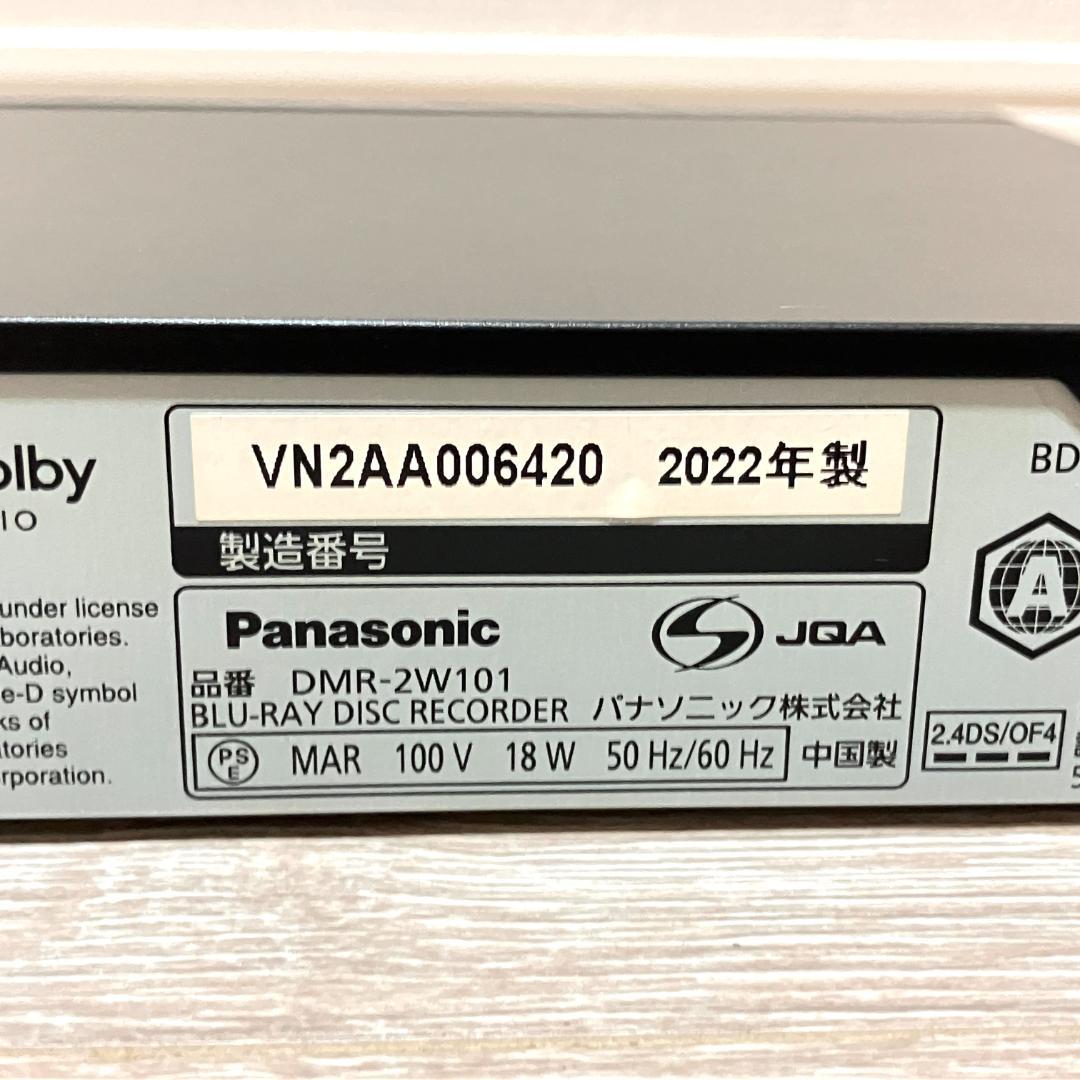 olby
IO
under license
boratories.
Audio,
e-D symbol
ks of
tories
rporation.
VN2AA006420 2022年製
製造番号
Panasonic JQA
品番 DMR-2W101
BLU-RAY DISC RECORDER パナソニック株式会社
PS E MAR 100 V 18 W 50 Hz/60 Hz 中国製
BD
A
2.4DS/OF4